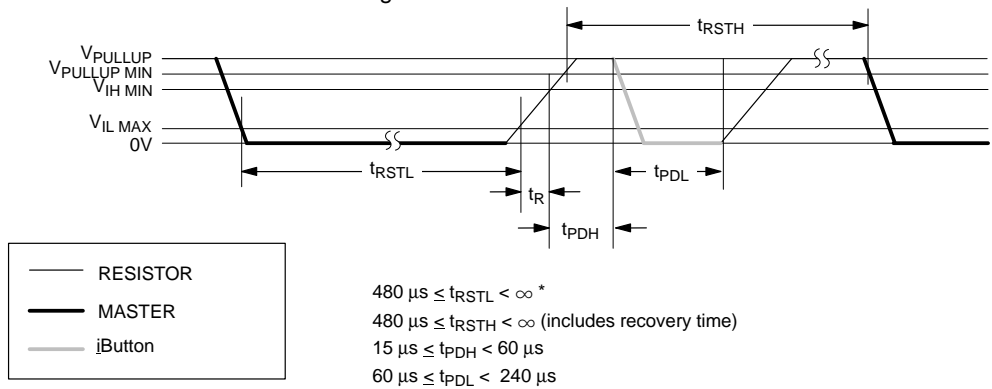 tRSTH
VPULLUP
VPULLUP MIN
VIH MIN
VIL MAX
0V
tRSTL
tR
tPDL
tPDH
RESISTOR
MASTER
iButton
480 μs ≤ tRSTL < ∞ *
480 μs ≤ tRSTH < ∞ (includes recovery time)
15 μs ≤ tPDH < 60 μs
60 μs ≤ tPDL < 240 μs